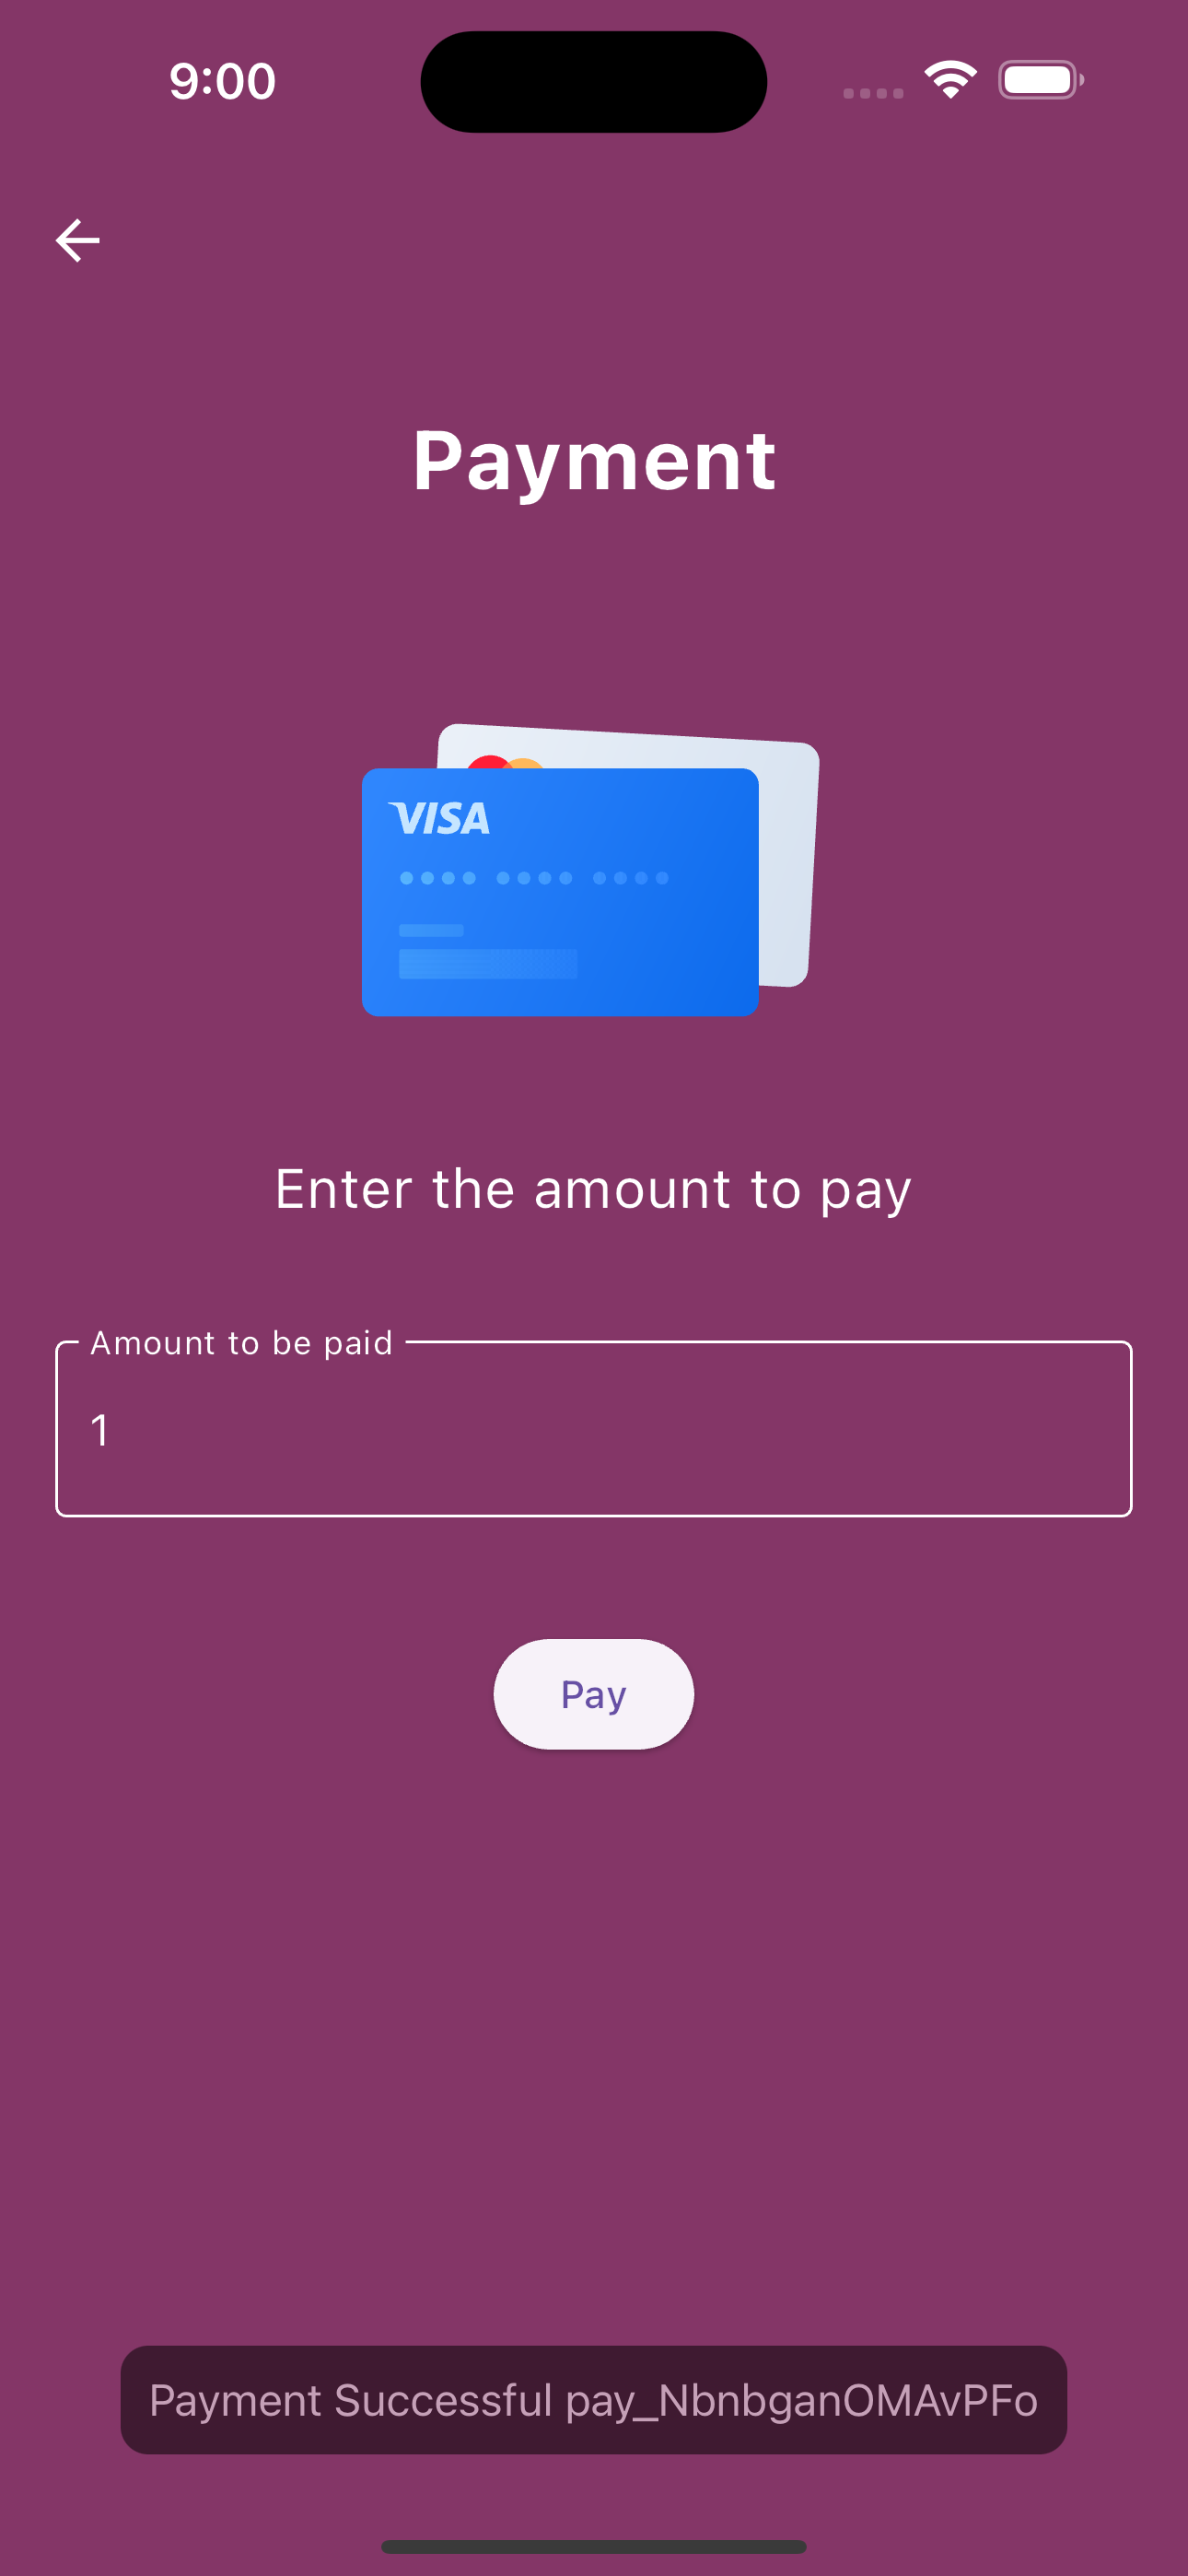 9:00
Payment
VISA
Enter the amount to pay
Amount to be paid
1
Pay
Payment Successful pay_NbnbganOMAvPFo